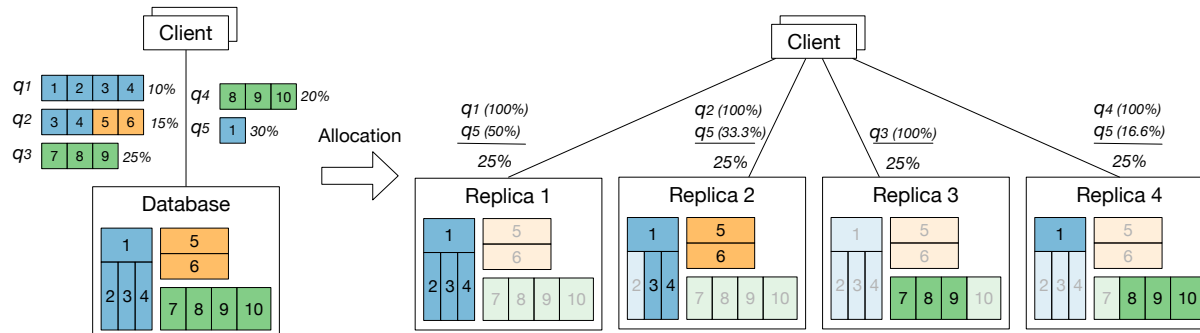 Client
q1 1 2 3 4 10%
q2 3 4 5 6 15%
q3 7 8 9 25%
q4 8 9 10 20%
q5 1 30%
Database
1
2 3 4
5
6
7 8 9 10
Allocation
Client
q1 (100%)
q5 (50%)
25%
q2 (100%)
q5 (33.3%)
25%
q3 (100%)
25%
q4 (100%)
q5 (16.6%)
25%
Replica 1
1
2 3 4
5
6
7 8 9 10
Replica 2
1
2 3 4
5
6
7 8 9 10
Replica 3
1
2 3 4
5
6
7 8 9 10
Replica 4
1
2 3 4
5
6
7 8 9 10